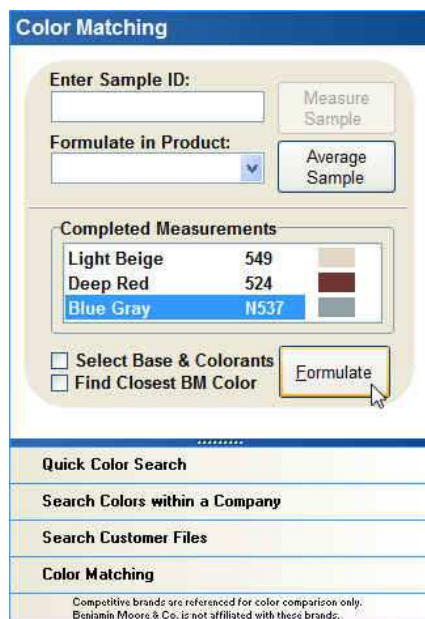 Color Matching
Enter Sample ID:
Measure
Sample
Formulate in Product:
Average
Sample
Completed Measurements
Light Beige 549
Deep Red 524
Blue Gray N537
Select Base & Colorants
Find Closest BM Color
Formulate
Quick Color Search
Search Colors within a Company
Search Customer Files
Color Matching
Competitive brands are referenced for color comparison only.
Benjamin Moore & Co. is not affiliated with these brands.